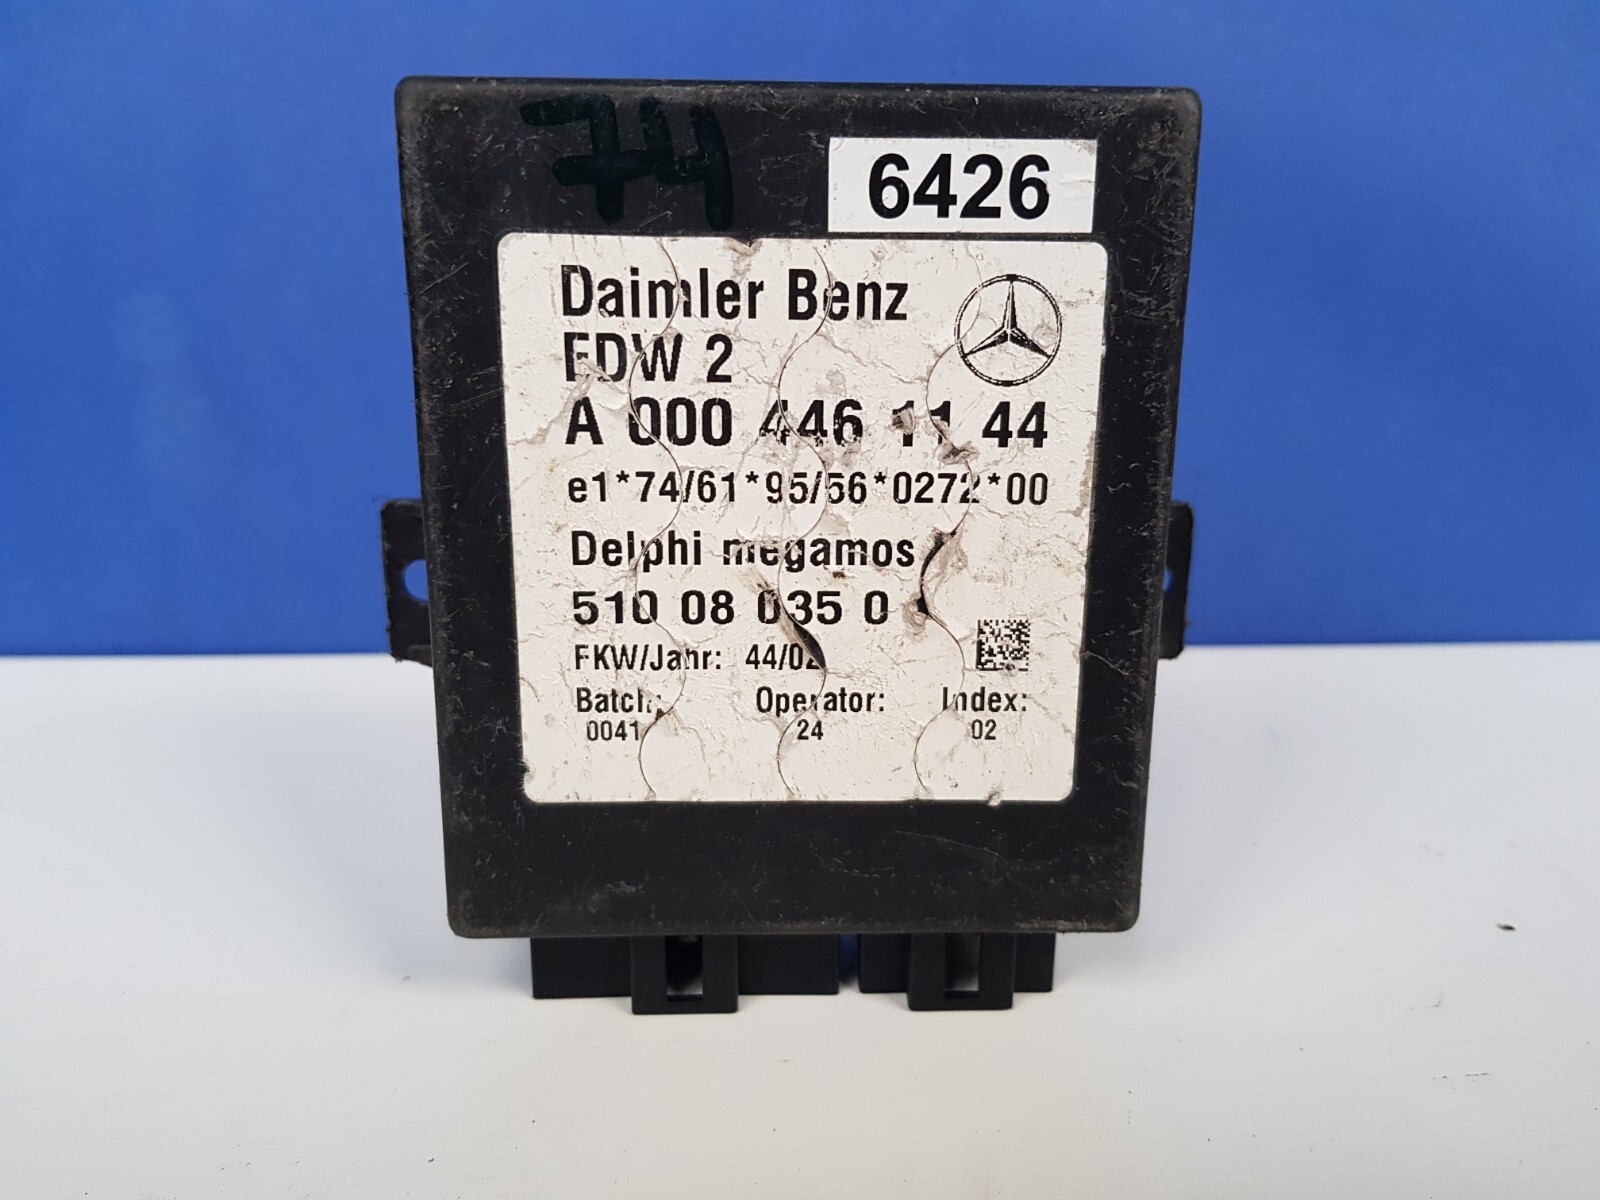 74
6426
Daimler Benz
EDW 2
A 000 446 11 44
e1*74/61*95/56*0272*00
Delphi megamos
510 08 035 0
FKW/Jahr: 44/02
Batch: Operator: Index:
0041 24 02